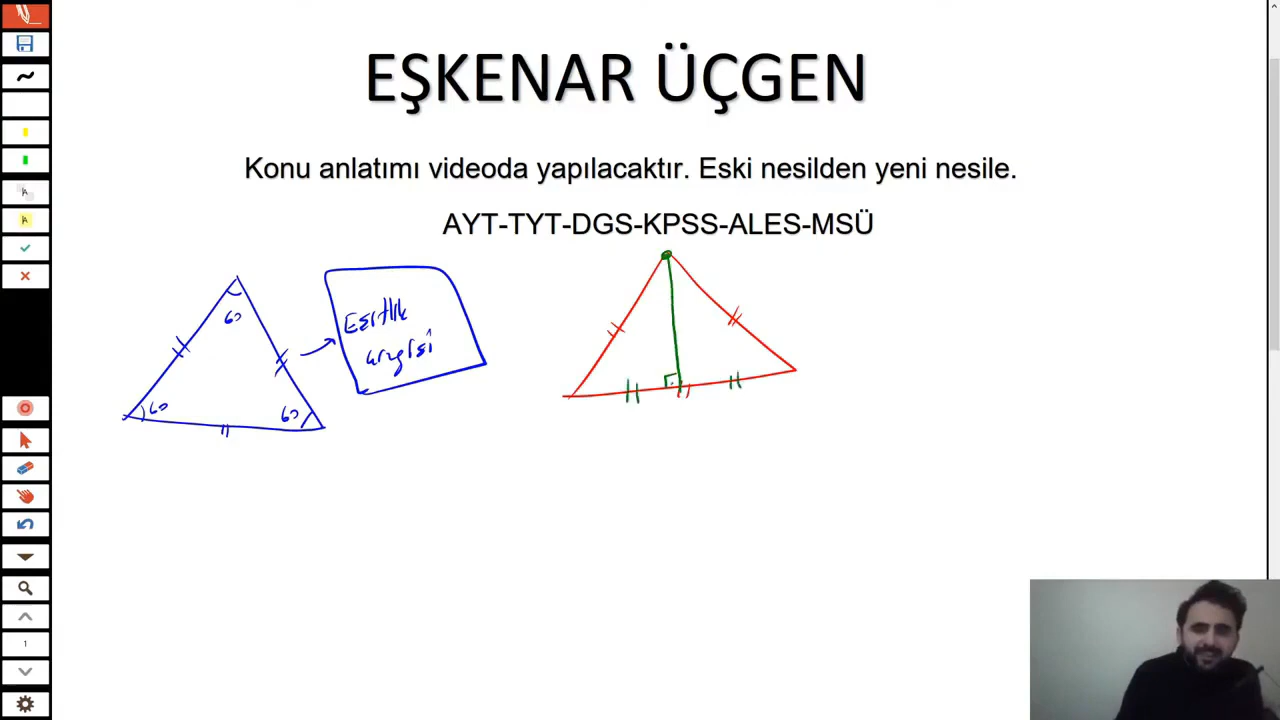 EŞKENAR ÜÇGEN
Konu anlatımı videoda yapılacaktır. Eski nesilden yeni nesile.
AYT-TYT-DGS-KPSS-ALES-MSÜ
60
Eşitlik
60
60
1